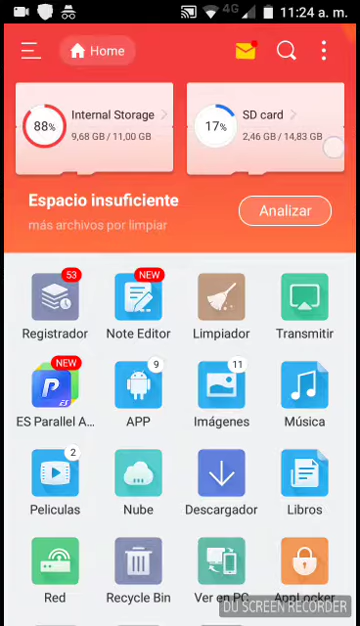 4G 11:24 a. m.
Home
88%
Internal Storage
9,68 GB / 11,00 GB
17%
SD card
2,46 GB / 14,83 GB
Espacio insuficiente
más archivos por limpiar
Analizar
53
NEW
Registrador
Note Editor
Limpiador
Transmitir
NEW
9
11
P
ES
ES Parallel A...
APP
Imágenes
Música
2
Peliculas
Nube
Descargador
Libros
Red
Recycle Bin
Ver en PC
AppLocker
DU SCREEN RECORDER